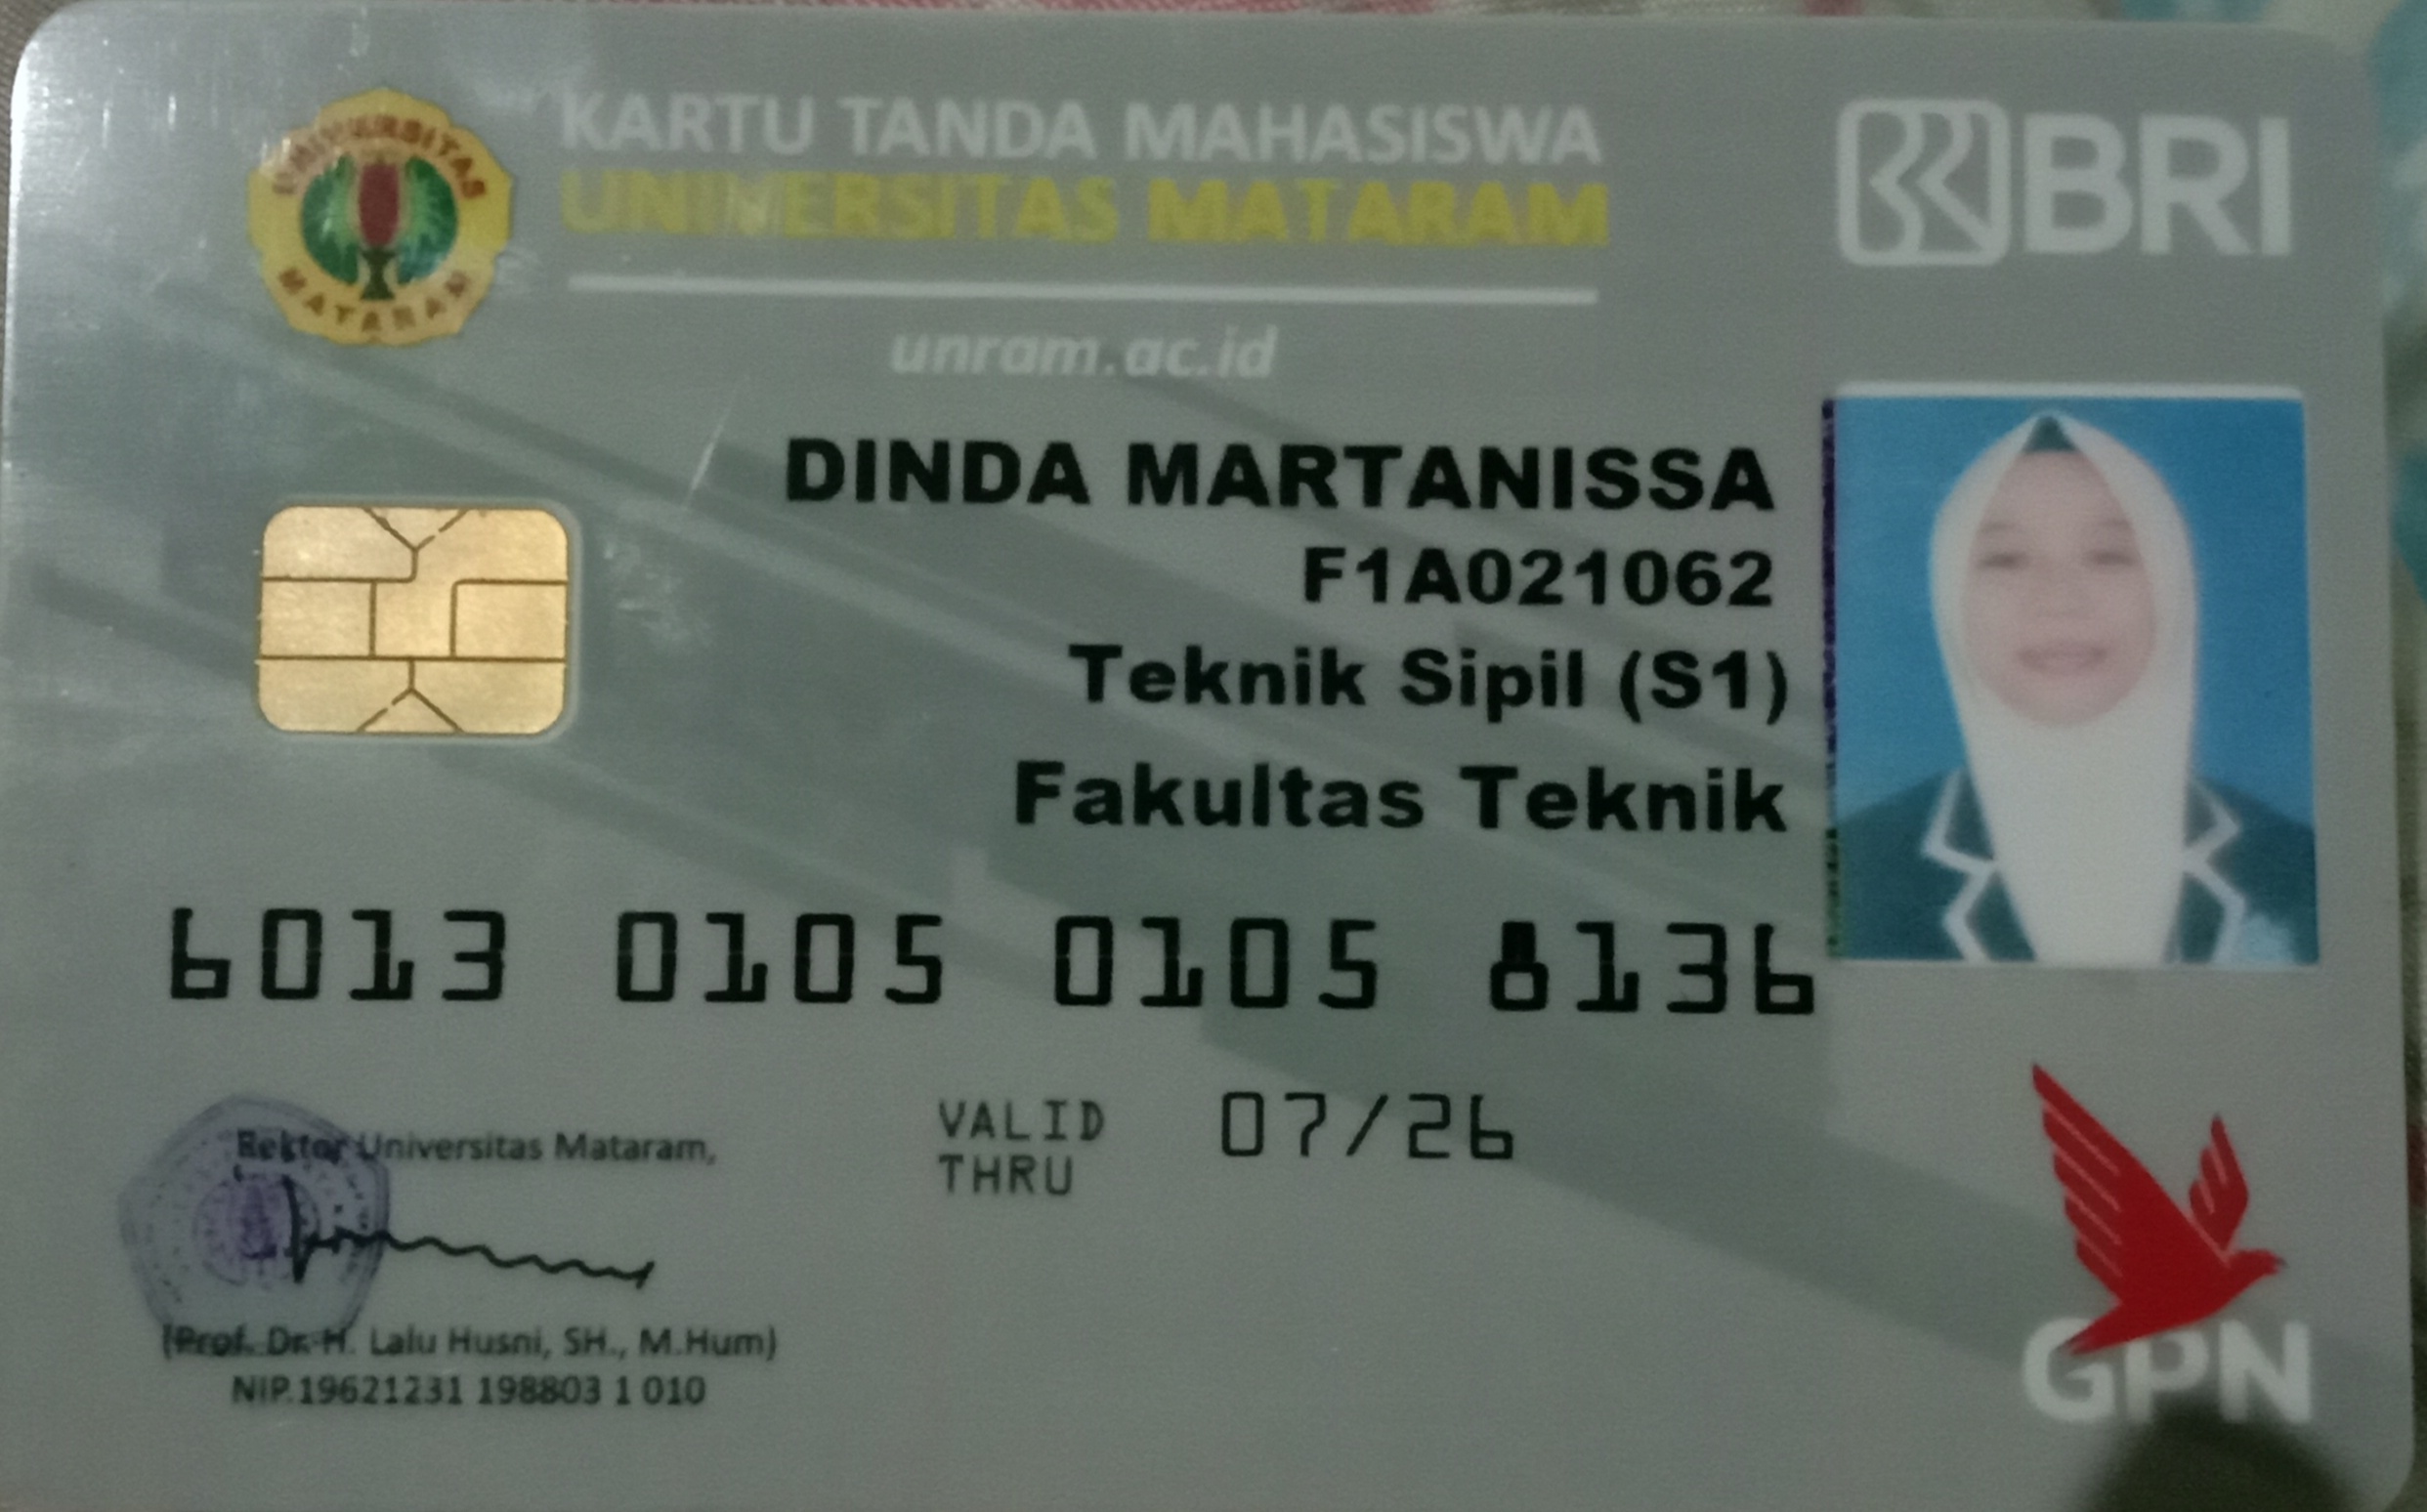 UNIVERSITAS
MATARAM
KARTU TANDA MAHASISWA
UNIVERSITAS MATARAM
BRI
unram.ac.id
DINDA MARTANISSA
F1A021062
Teknik Sipil (S1)
Fakultas Teknik
6013 0105 0105 8136
VALID THRU 07/26
Rektor Universitas Mataram,
(Prof. Dr. H. Lalu Husni, SH., M.Hum)
NIP.19621231 198803 1 010
GPN